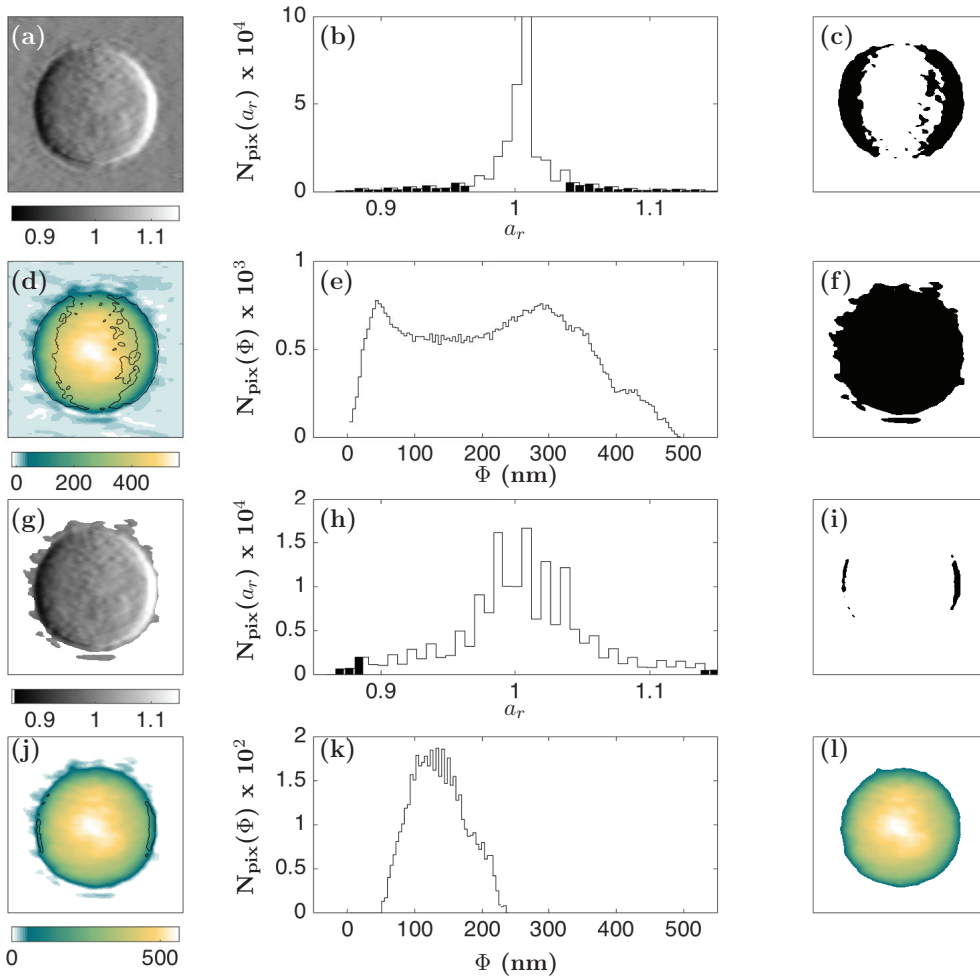 (a) (b) (c)
N_pix(a_r) x 10^4
10
5
0
0.9 1 1.1
a_r
0.9 1 1.1
(d) (e) (f)
N_pix(Φ) x 10^3
1
0.5
0
0 100 200 300 400 500
Φ (nm)
0 200 400
(g) (h) (i)
N_pix(a_r) x 10^4
2
1.5
1
0.5
0
0.9 1 1.1
a_r
0.9 1 1.1
(j) (k) (l)
N_pix(Φ) x 10^2
2
1.5
1
0.5
0
0 100 200 300 400 500
Φ (nm)
0 500